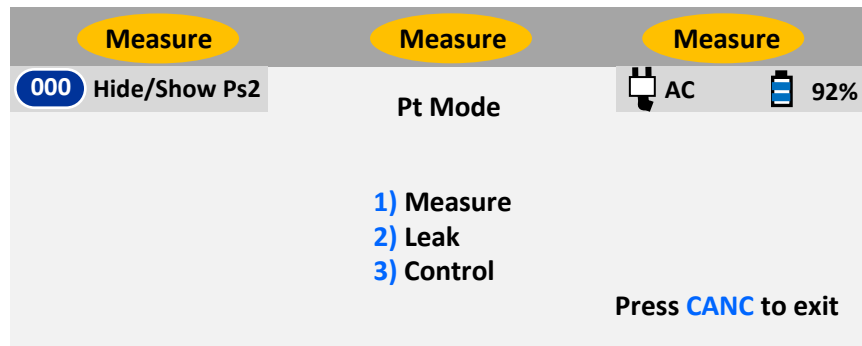 Measure Measure Measure
000 Hide/Show Ps2
Pt Mode
AC 92%
1) Measure
2) Leak
3) Control
Press CANC to exit